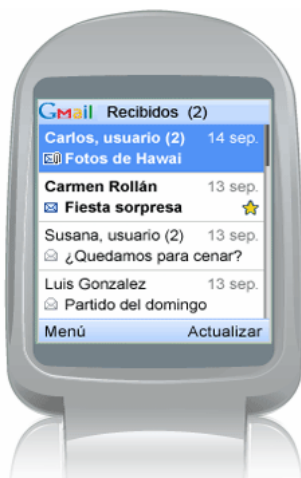 Gmail Recibidos (2)
Carlos, usuario (2) 14 sep.
Fotos de Hawai
Carmen Rollán 13 sep.
Fiesta sorpresa
Susana, usuario (2) 13 sep.
¿Quedamos para cenar?
Luis Gonzalez 13 sep.
Partido del domingo
Menú Actualizar